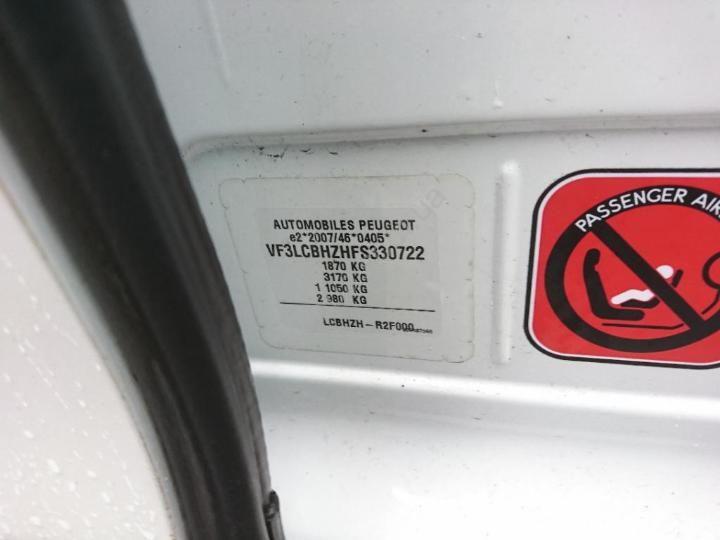 AUTOMOBILES PEUGEOT
e2*2007/46*0405*
VF3LCBHZHFS330722
1870 KG
3170 KG
1 1050 KG
2 980 KG
LCBHZH-R2F000
PASSENGER AIR